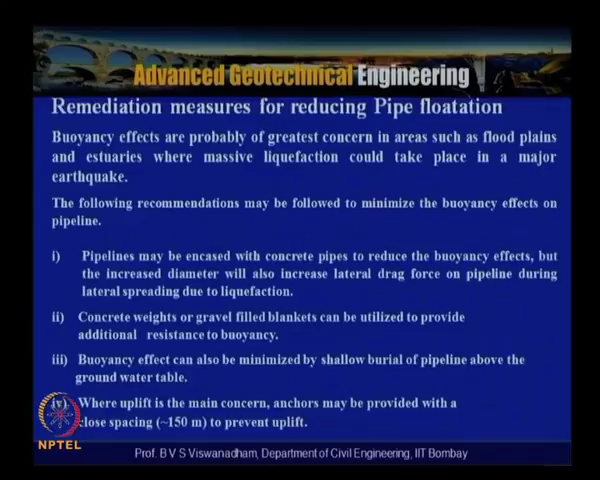 Advanced Geotechnical Engineering
Remediation measures for reducing Pipe floatation
Buoyancy effects are probably of greatest concern in areas such as flood plains
and estuaries where massive liquefaction could take place in a major
earthquake.
The following recommendations may be followed to minimize the buoyancy effects on
pipeline.
i) Pipelines may be encased with concrete pipes to reduce the buoyancy effects, but
the increased diameter will also increase lateral drag force on pipeline during
lateral spreading due to liquefaction.
ii) Concrete weights or gravel filled blankets can be utilized to provide
additional resistance to buoyancy.
iii) Buoyancy effect can also be minimized by shallow burial of pipeline above the
ground water table.
iv) Where uplift is the main concern, anchors may be provided with a
close spacing (~150 m) to prevent uplift.
NPTEL
Prof. B V S Viswanadham, Department of Civil Engineering, IIT Bombay